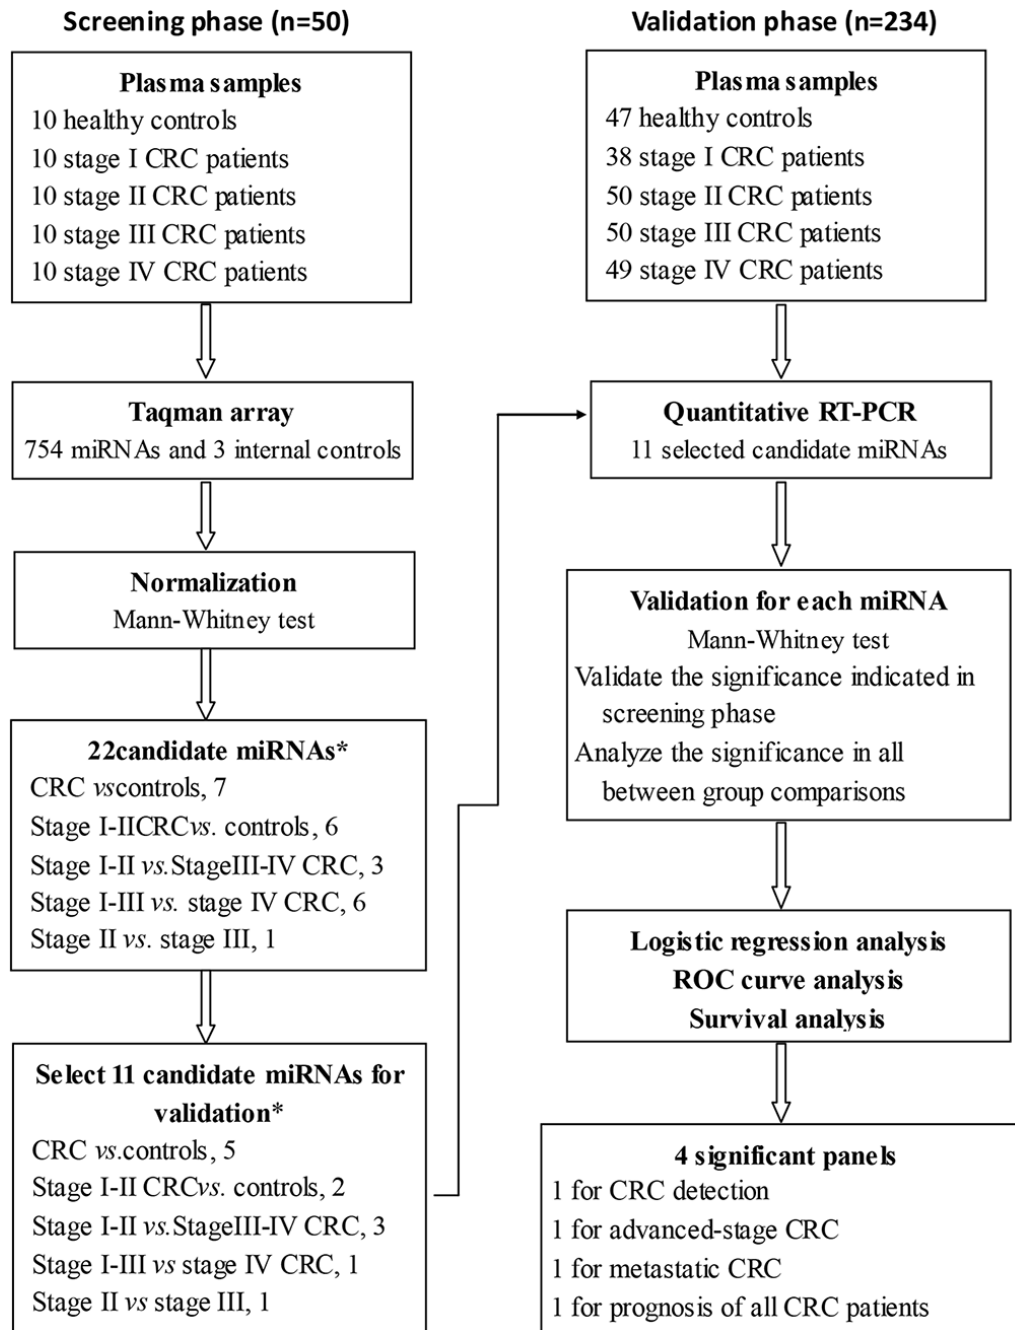 Screening phase (n=50)
Plasma samples
10 healthy controls
10 stage I CRC patients
10 stage II CRC patients
10 stage III CRC patients
10 stage IV CRC patients
Taqman array
754 miRNAs and 3 internal controls
Normalization
Mann-Whitney test
22candidate miRNAs*
CRC vscontrols, 7
Stage I-IICRCvs. controls, 6
Stage I-II vs.StageIII-IV CRC, 3
Stage I-III vs. stage IV CRC, 6
Stage II vs. stage III, 1
Select 11 candidate miRNAs for
validation*
CRC vs.controls, 5
Stage I-II CRCvs. controls, 2
Stage I-II vs.StageIII-IV CRC, 3
Stage I-III vs stage IV CRC, 1
Stage II vs stage III, 1
Validation phase (n=234)
Plasma samples
47 healthy controls
38 stage I CRC patients
50 stage II CRC patients
50 stage III CRC patients
49 stage IV CRC patients
Quantitative RT-PCR
11 selected candidate miRNAs
Validation for each miRNA
Mann-Whitney test
Validate the significance indicated in
screening phase
Analyze the significance in all
between group comparisons
Logistic regression analysis
ROC curve analysis
Survival analysis
4 significant panels
1 for CRC detection
1 for advanced-stage CRC
1 for metastatic CRC
1 for prognosis of all CRC patients